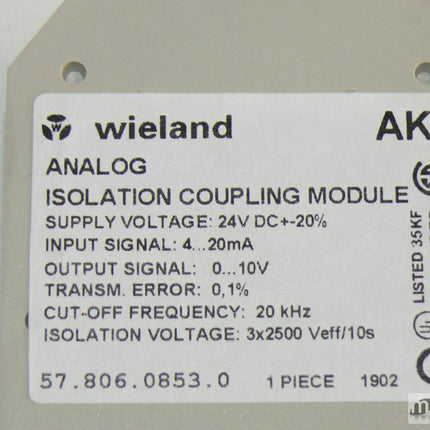 wieland AK
ANALOG
ISOLATION COUPLING MODULE
SUPPLY VOLTAGE: 24V DC+-20%
INPUT SIGNAL: 4...20mA
OUTPUT SIGNAL: 0...10V
TRANSM. ERROR: 0,1%
CUT-OFF FREQUENCY: 20 kHz
ISOLATION VOLTAGE: 3x2500 Veff/10s
57.806.0853.0 1 PIECE 1902
LISTED 35KF